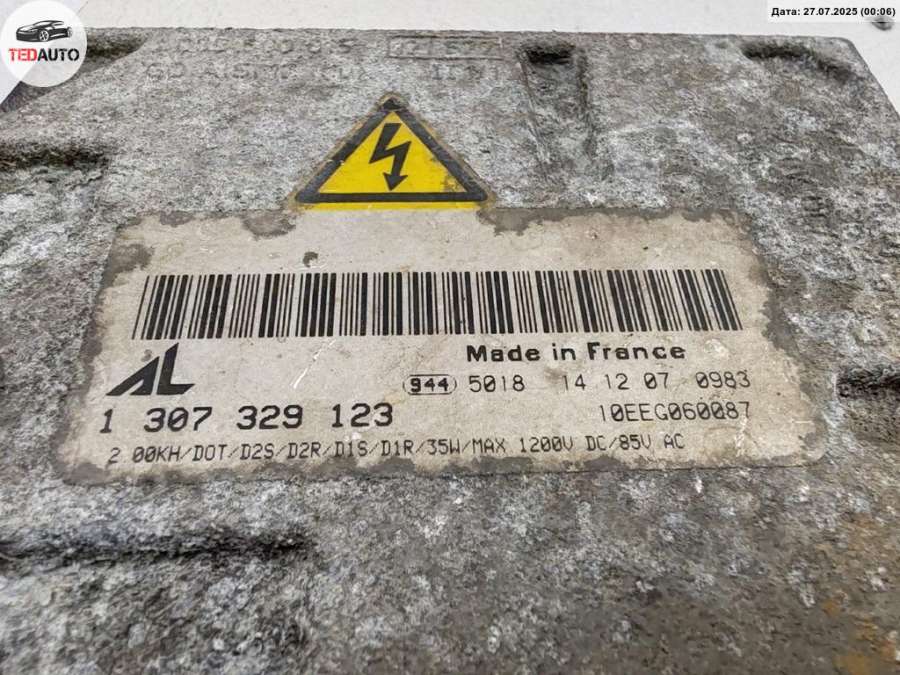 TEDAUTO
Дата: 27.07.2025 (00:06)
Made in France
944 5018 14 12 07 0983
AL
1 307 329 123
10EEG060087
2 00KH/DOT/D2S/D2R/D1S/D1R/35W/MAX 1200V DC/85V AC